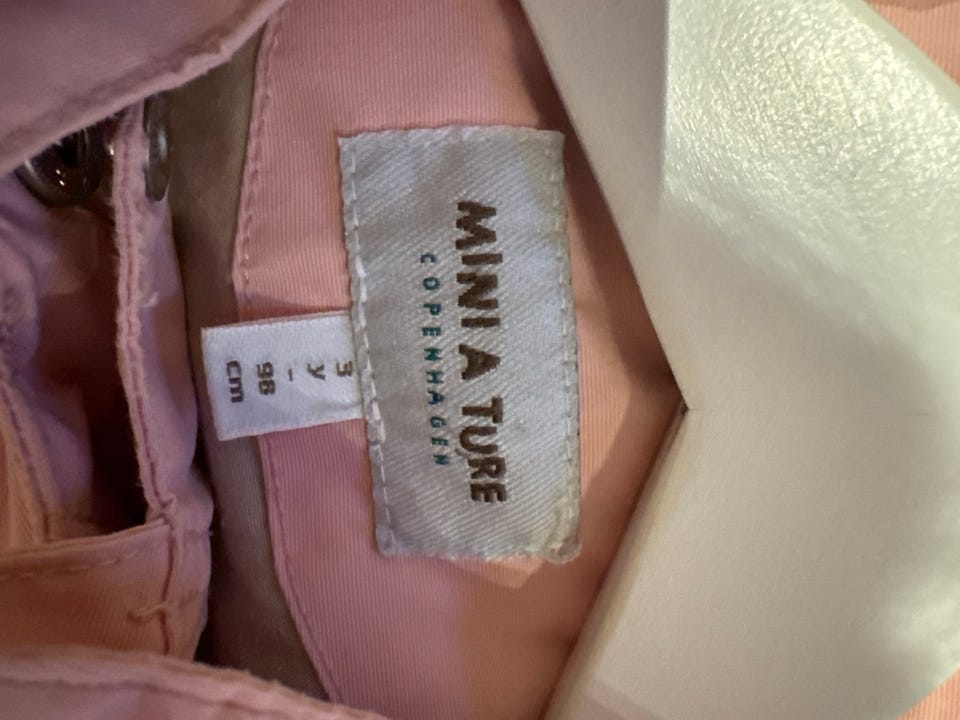 MINI A TURE
COPENHAGEN
3
y
-
98
cm